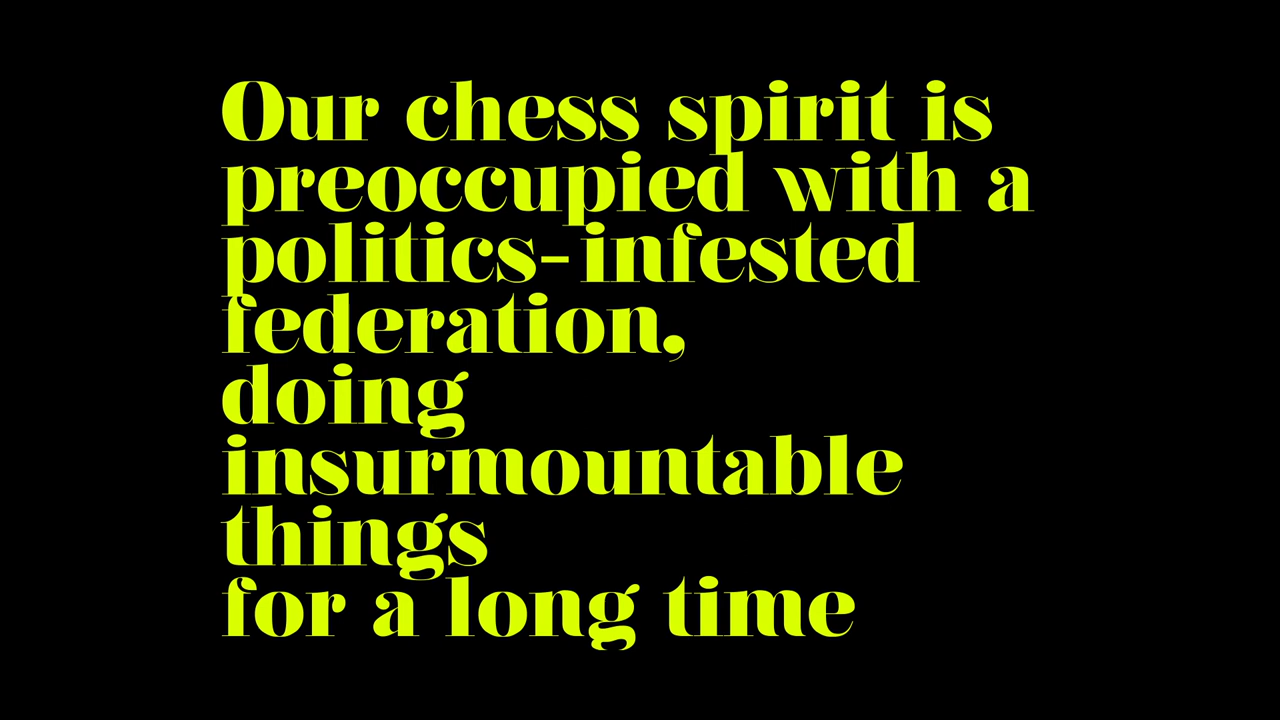 Our chess spirit is
preoccupied with a
politics-infested
federation,
doing
insurmountable
things
for a long time